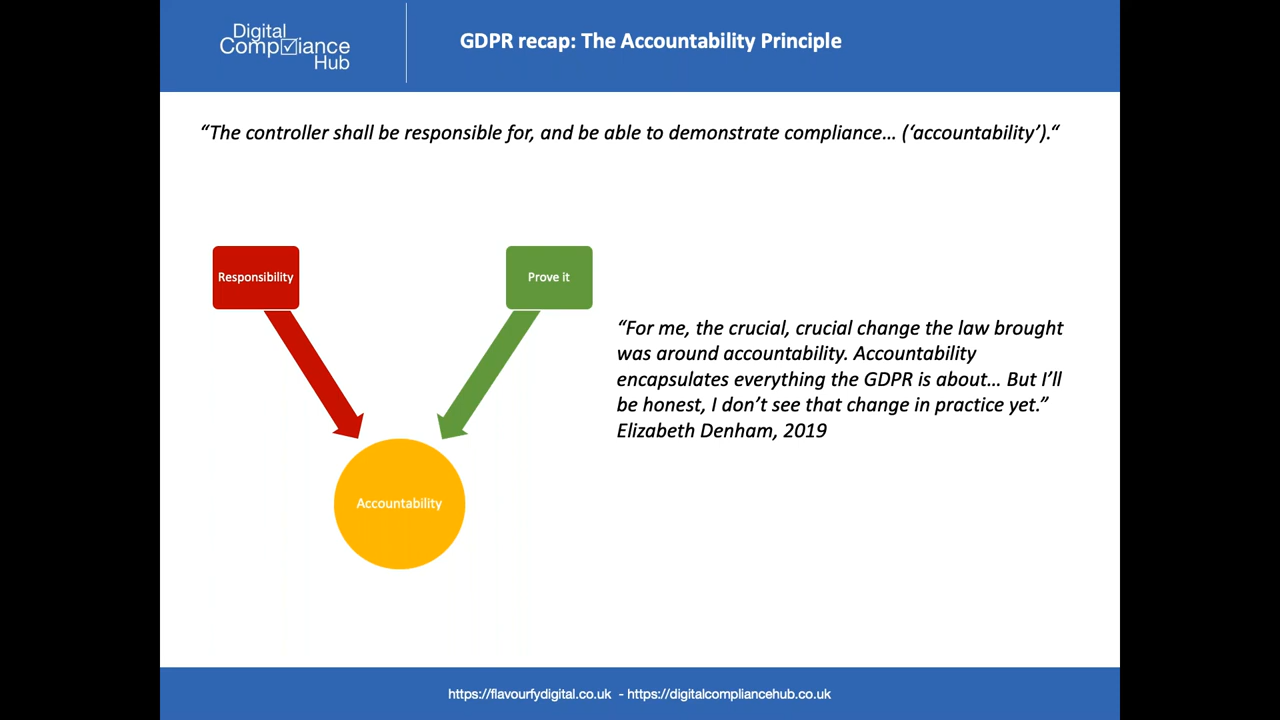 Digital
Compliance
Hub
GDPR recap: The Accountability Principle
“The controller shall be responsible for, and be able to demonstrate compliance… (‘accountability’).“
Responsibility
Prove it
“For me, the crucial, crucial change the law brought
was around accountability. Accountability
encapsulates everything the GDPR is about… But I’ll
be honest, I don’t see that change in practice yet.”
Elizabeth Denham, 2019
Accountability
https://flavourfydigital.co.uk - https://digitalcompliancehub.co.uk